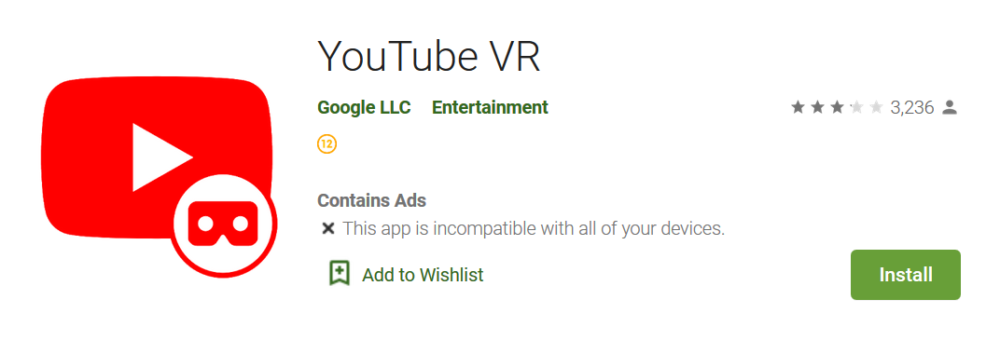 YouTube VR
Google LLC Entertainment 3,236
12
Contains Ads
This app is incompatible with all of your devices.
Add to Wishlist Install